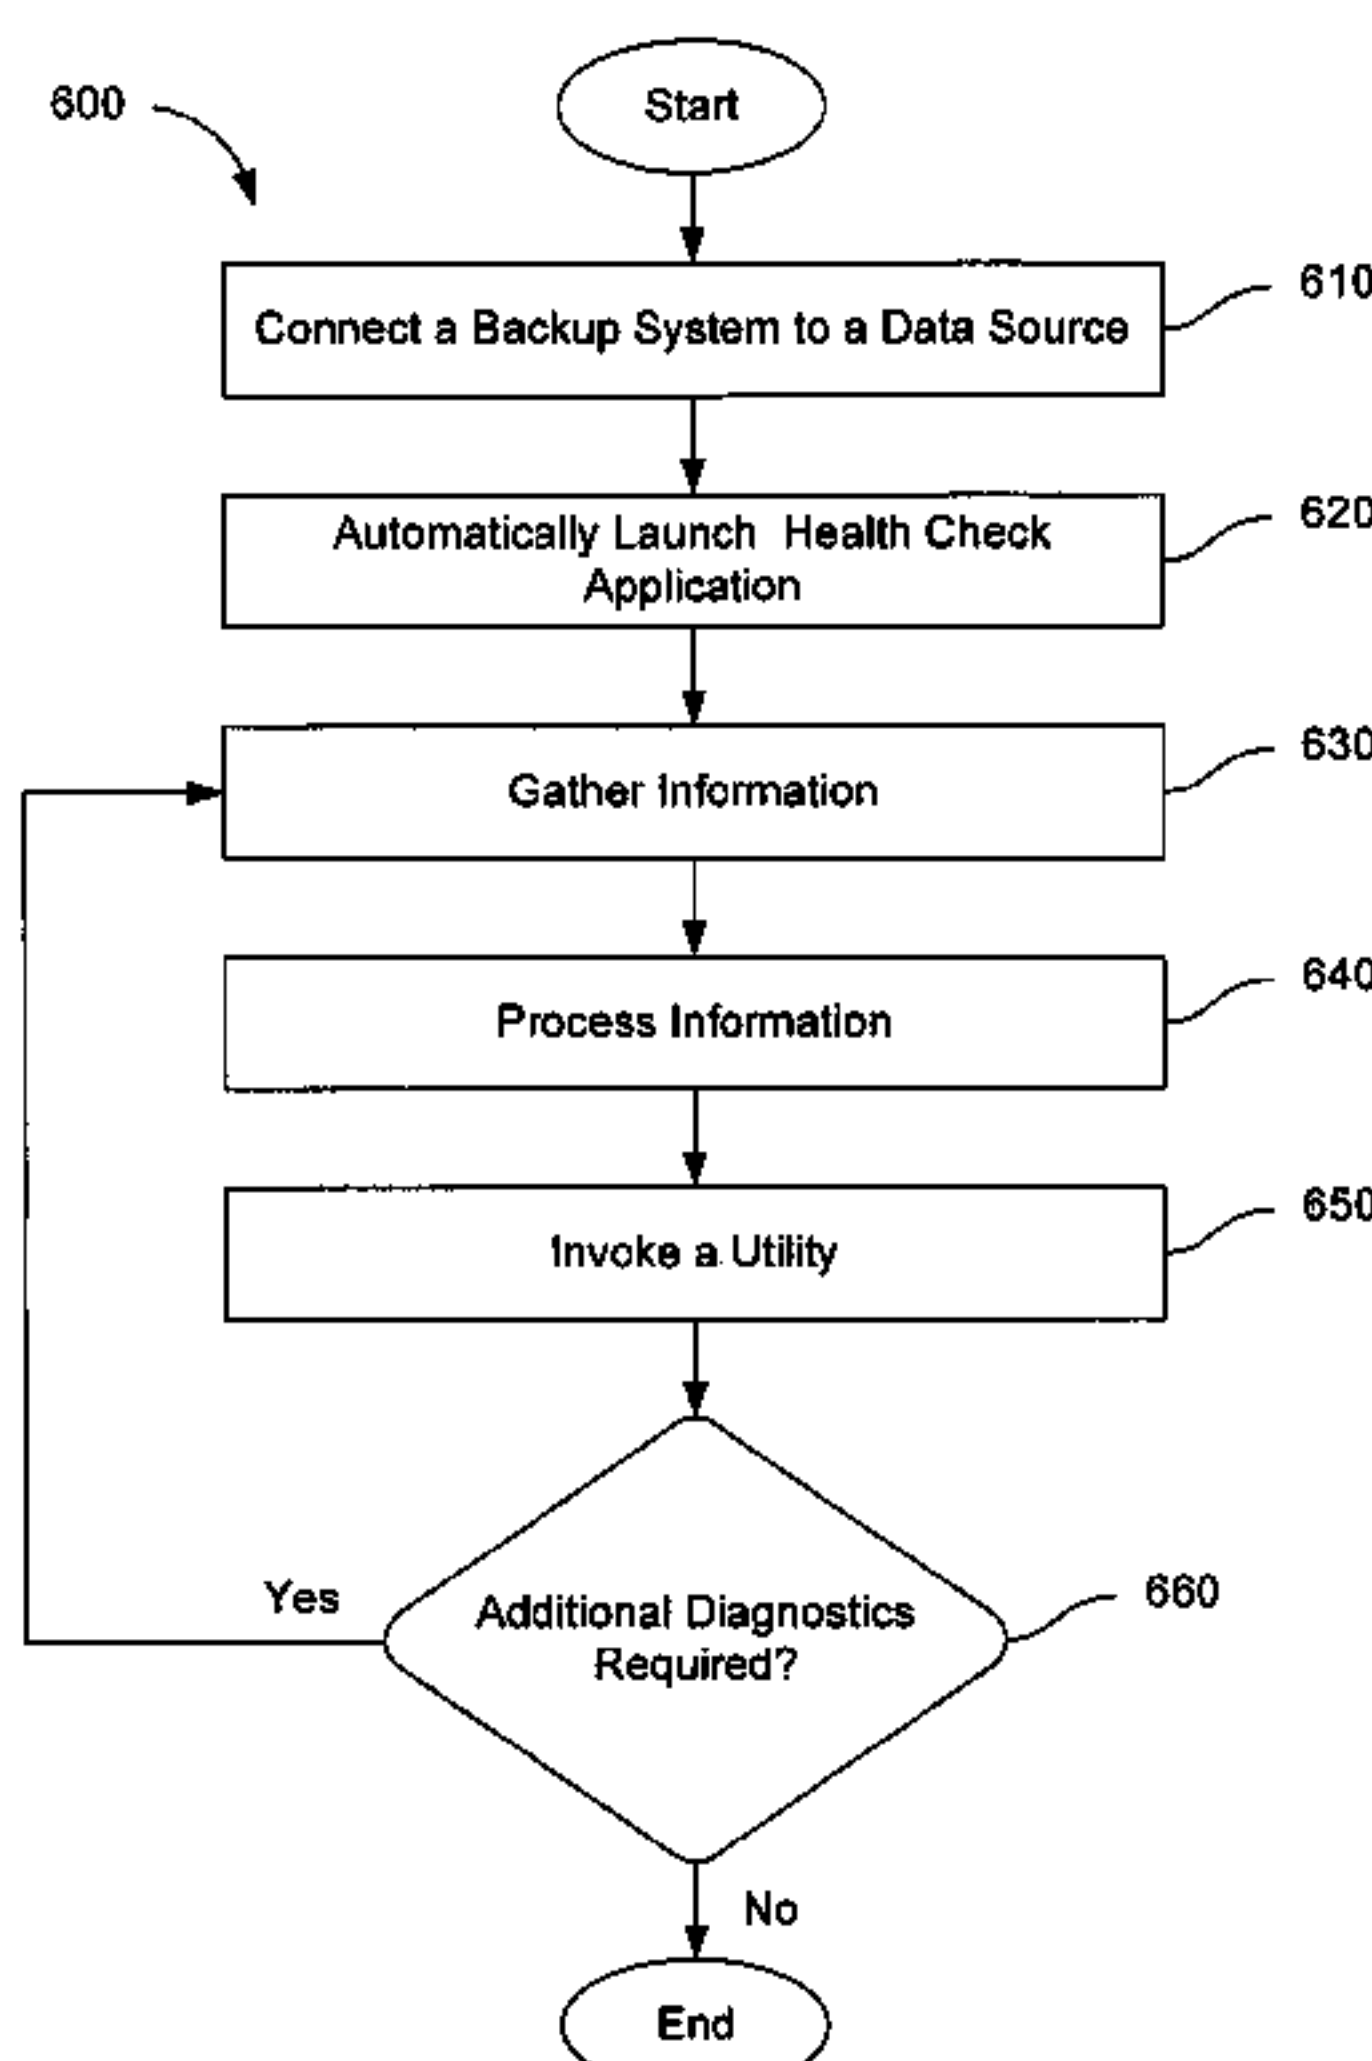 600
Start
Connect a Backup System to a Data Source
610
Automatically Launch Health Check
Application
620
Gather Information
630
Process Information
640
Invoke a Utility
650
Yes
Additional Diagnostics
Required?
660
No
End